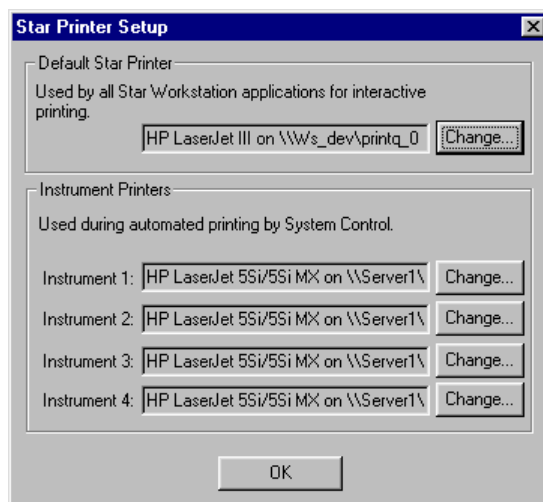 Star Printer Setup
Default Star Printer
Used by all Star Workstation applications for interactive
printing.
HP LaserJet III on \\Ws_dev\printq_0 Change...
Instrument Printers
Used during automated printing by System Control.
Instrument 1: HP LaserJet 5Si/5Si MX on \\Server1\ Change...
Instrument 2: HP LaserJet 5Si/5Si MX on \\Server1\ Change...
Instrument 3: HP LaserJet 5Si/5Si MX on \\Server1\ Change...
Instrument 4: HP LaserJet 5Si/5Si MX on \\Server1\ Change...
OK